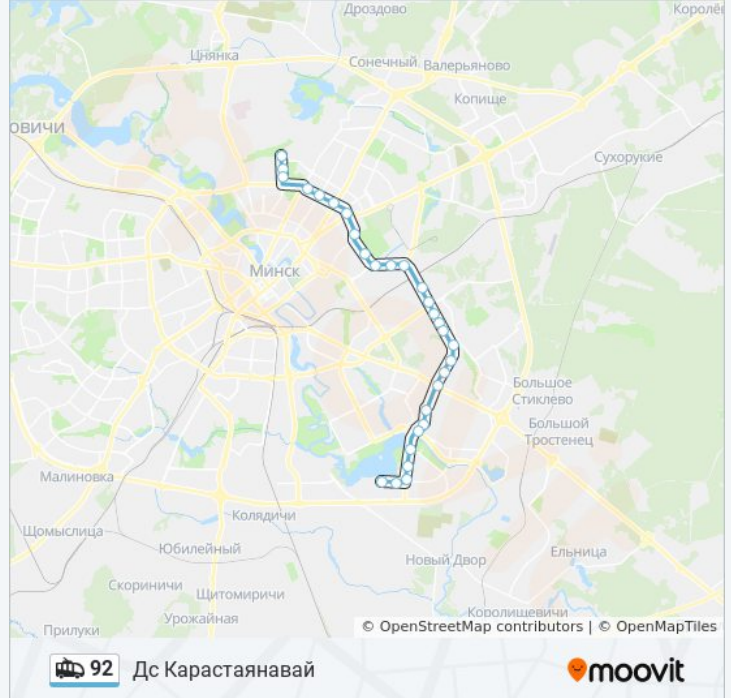 Дроздово
Королёв
Цнянка
Сонечный
Валерьяново
Копище
ОВИЧИ
Сухорукие
Минск
Большое
Стиклево
Большой
Тростенец
Малиновка
Колядичи
Щомыслица
Юбилейный
Новый Двор
Ельница
Скориничи
Щитомиричи
Королищевичи
Урожайная
Прилуки
© OpenStreetMap contributors | © OpenMapTiles
92 Дс Карастаянавай
moovit